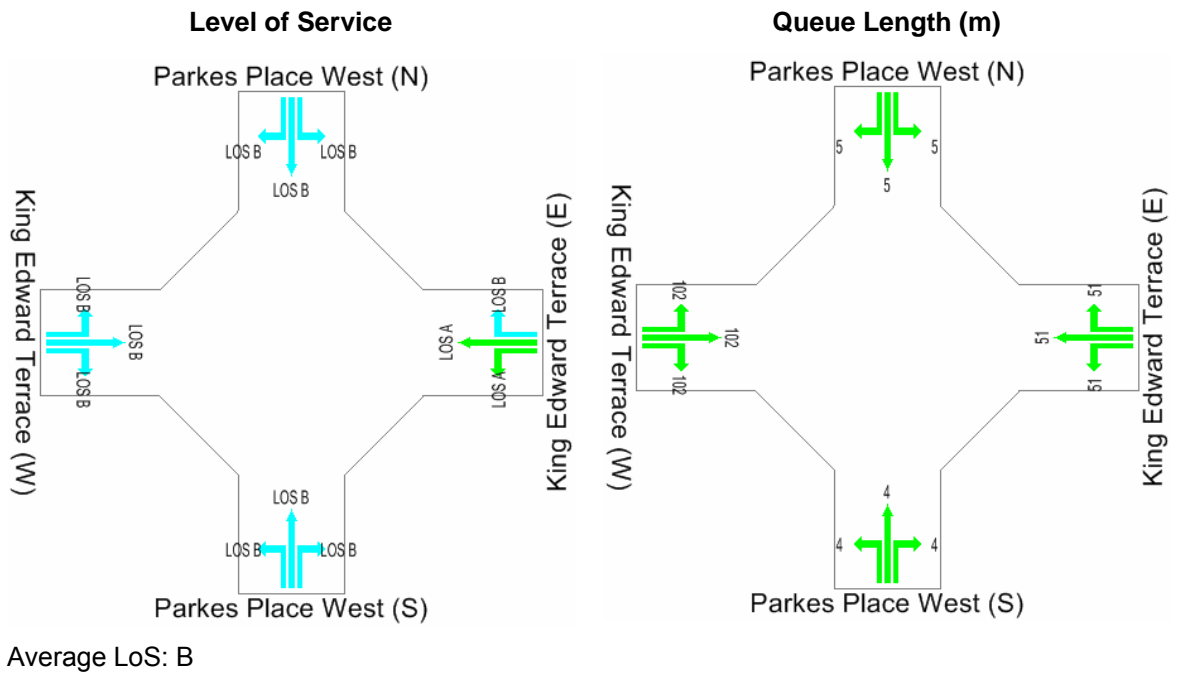 Level of Service
Parkes Place West (N)
LOS B
LOS B
LOS B
King Edward Terrace (W)
LOS B
LOS B
LOS B
LOS B
LOS A
LOS A
King Edward Terrace (E)
LOS B
LOS B
LOS B
Parkes Place West (S)
Queue Length (m)
Parkes Place West (N)
5
5
5
King Edward Terrace (W)
102
102
102
51
51
51
King Edward Terrace (E)
4
4
4
Parkes Place West (S)
Average LoS: B